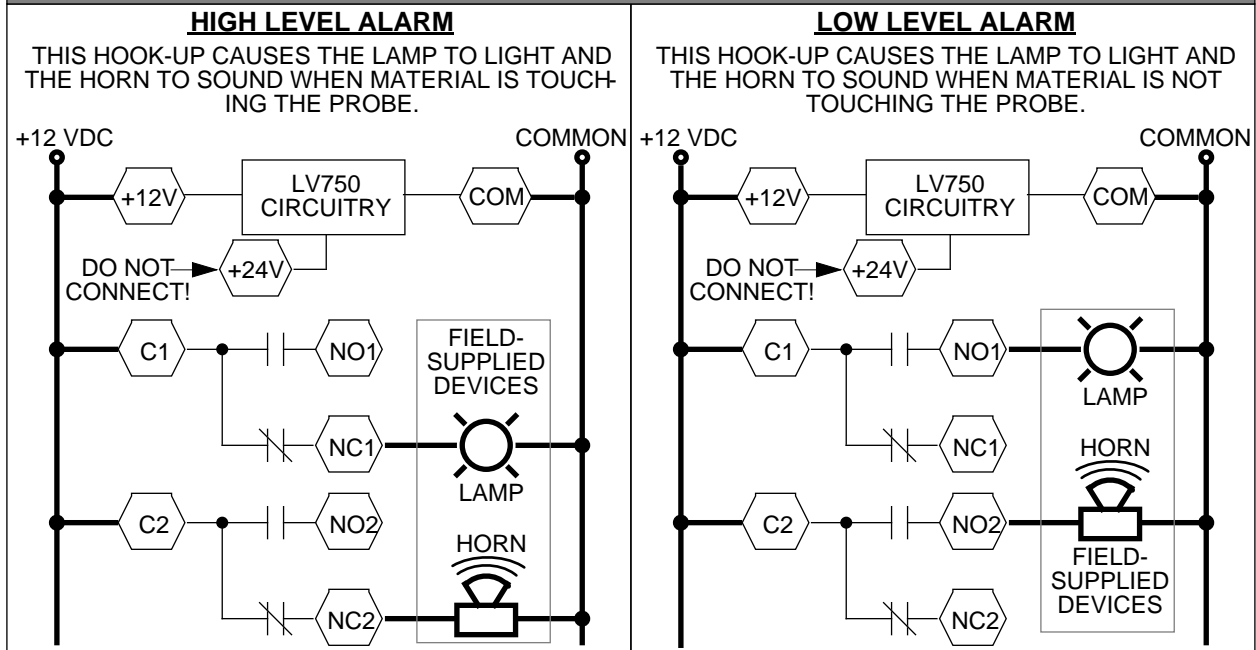 HIGH LEVEL ALARM
THIS HOOK-UP CAUSES THE LAMP TO LIGHT AND
THE HORN TO SOUND WHEN MATERIAL IS TOUCH-
ING THE PROBE.
+12 VDC
COMMON
+12V
LV750
CIRCUITRY
COM
DO NOT
CONNECT!
+24V
C1
NO1
FIELD-
SUPPLIED
DEVICES
NC1
LAMP
C2
NO2
HORN
NC2
LOW LEVEL ALARM
THIS HOOK-UP CAUSES THE LAMP TO LIGHT AND
THE HORN TO SOUND WHEN MATERIAL IS NOT
TOUCHING THE PROBE.
+12 VDC
COMMON
+12V
LV750
CIRCUITRY
COM
DO NOT
CONNECT!
+24V
C1
NO1
LAMP
NC1
HORN
C2
NO2
FIELD-
SUPPLIED
DEVICES
NC2